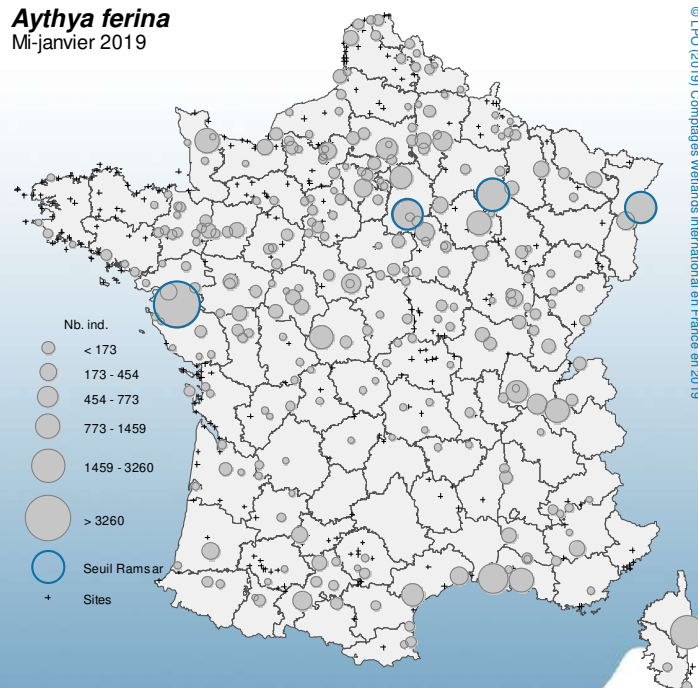 Aythya ferina
Mi-janvier 2019
© LPO (2019) Comptages Wetlands International en France en 2019
Nb. ind.
< 173
173 - 454
454 - 773
773 - 1459
1459 - 3260
> 3260
Seuil Ramsar
Sites